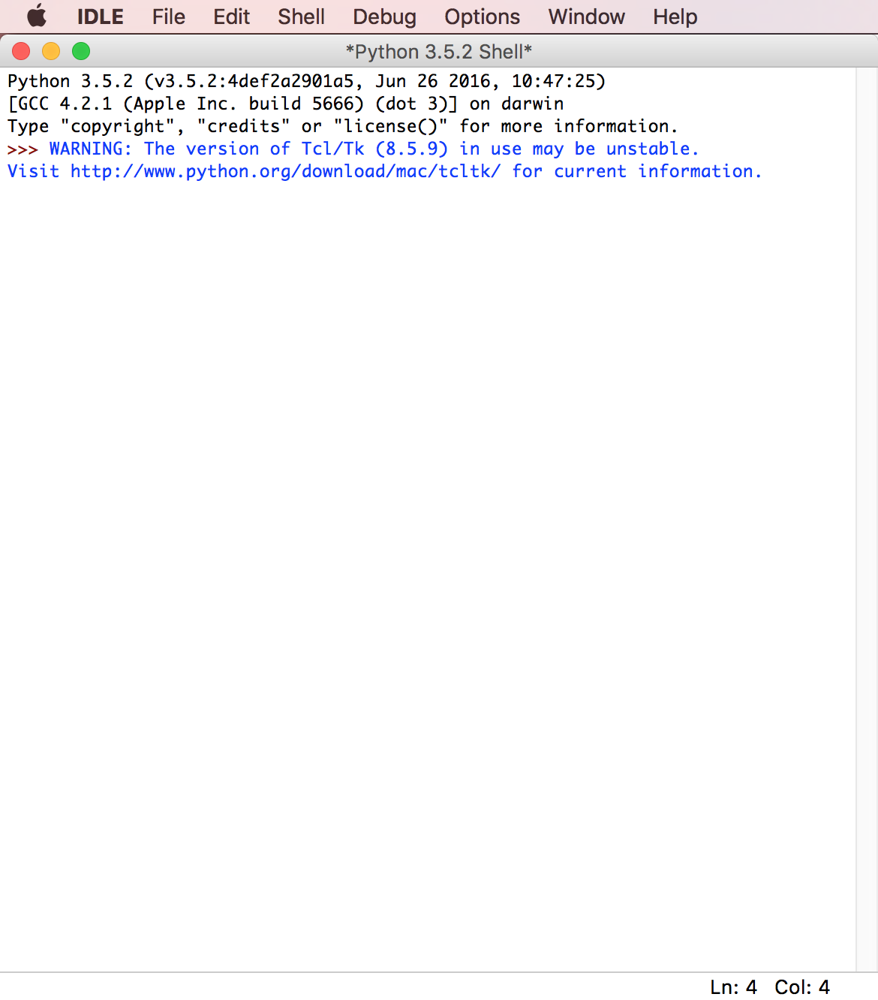 IDLE File Edit Shell Debug Options Window Help
*Python 3.5.2 Shell*
Python 3.5.2 (v3.5.2:4def2a2901a5, Jun 26 2016, 10:47:25)
[GCC 4.2.1 (Apple Inc. build 5666) (dot 3)] on darwin
Type "copyright", "credits" or "license()" for more information.
>>> WARNING: The version of Tcl/Tk (8.5.9) in use may be unstable.
Visit http://www.python.org/download/mac/tcltk/ for current information.
Ln: 4 Col: 4